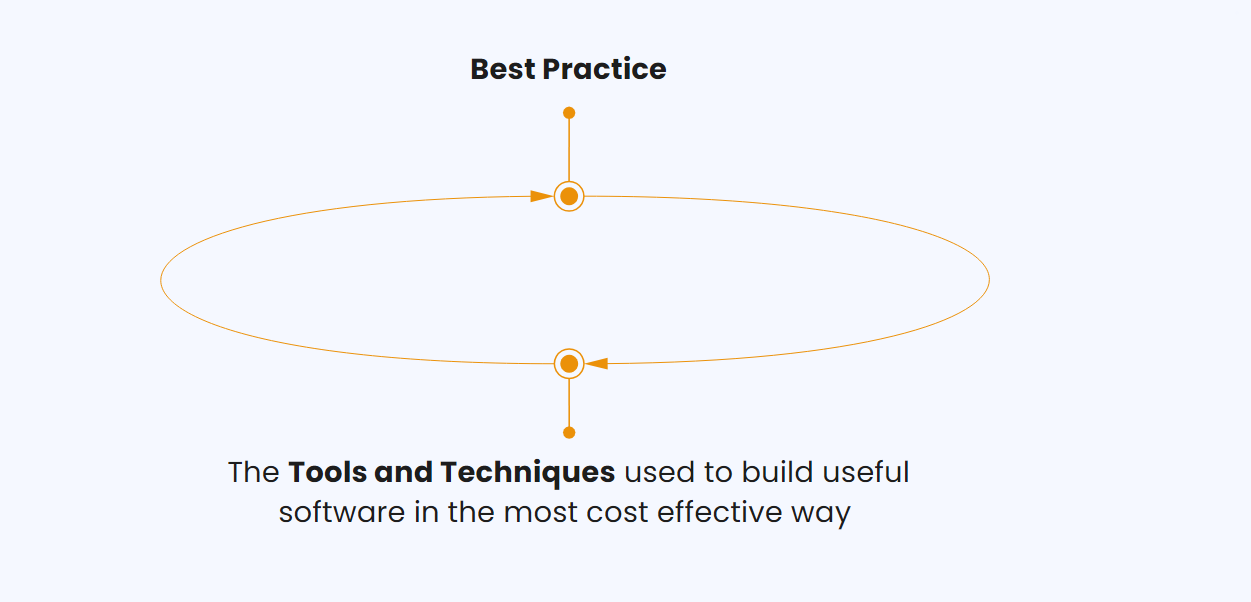 Best Practice
The Tools and Techniques used to build useful
software in the most cost effective way